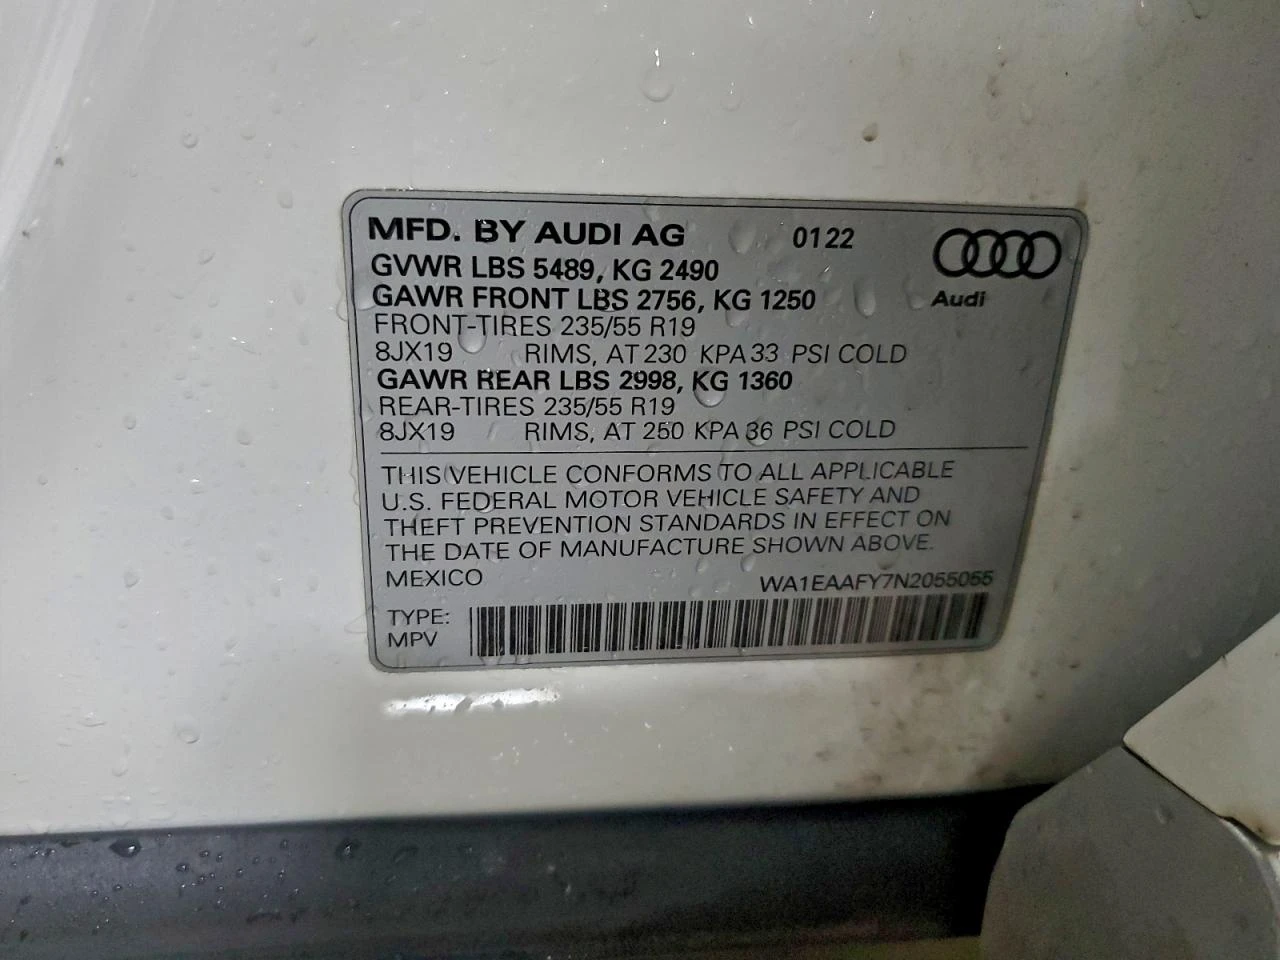 MFD. BY AUDI AG 0122
GVWR LBS 5489, KG 2490
GAWR FRONT LBS 2756, KG 1250
Audi
FRONT-TIRES 235/55 R19
8JX19 RIMS, AT 230 KPA 33 PSI COLD
GAWR REAR LBS 2998, KG 1360
REAR-TIRES 235/55 R19
8JX19 RIMS, AT 250 KPA 36 PSI COLD
THIS VEHICLE CONFORMS TO ALL APPLICABLE
U.S. FEDERAL MOTOR VEHICLE SAFETY AND
THEFT PREVENTION STANDARDS IN EFFECT ON
THE DATE OF MANUFACTURE SHOWN ABOVE.
MEXICO WA1EAAFY7N2055055
TYPE:
MPV